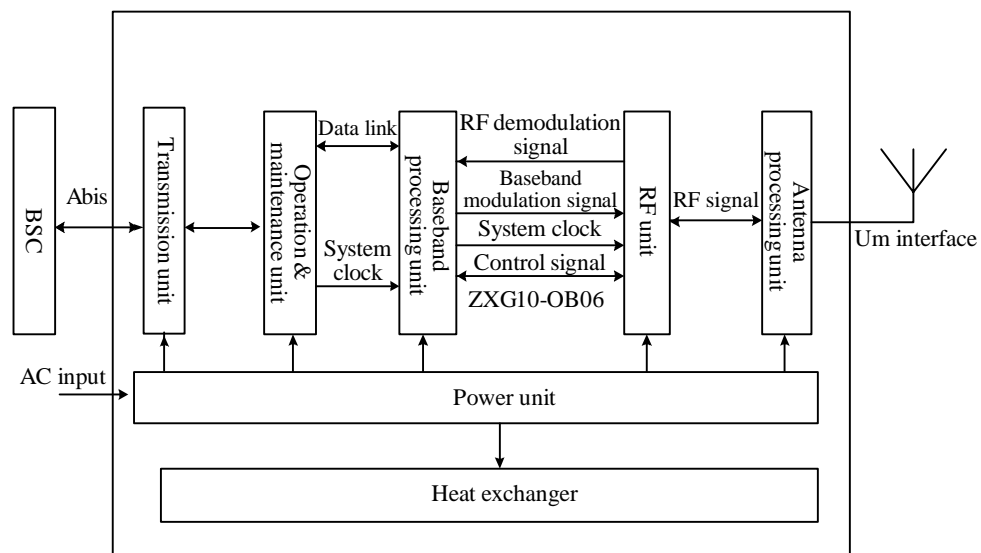 BSC
Abis
Transmission unit
Operation &
maintenance unit
Data link
System
clock
Baseband
processing unit
RF demodulation
signal
Baseband
modulation signal
System clock
Control signal
ZXG10-OB06
RF unit
RF signal
Antenna
processing unit
Um interface
AC input
Power unit
Heat exchanger